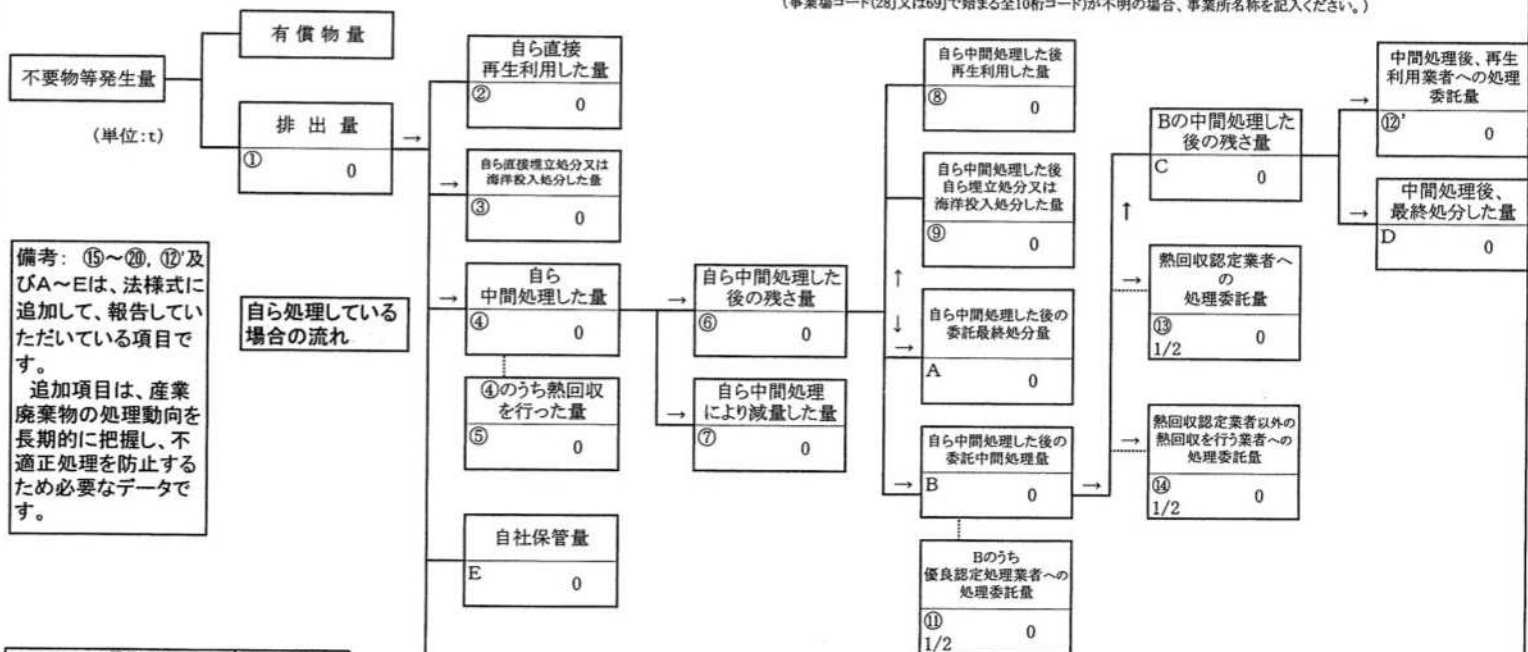 (事業場コード(「28」又は「69」で始まる全10桁コード)が不明の場合、事業所名称を記入ください。)
不要物等発生量
(単位:t)
有償物量
排出量
①
0
→
自ら直接
再生利用した量
②
0
→
自ら直接埋立処分又は
海洋投入処分した量
③
0
備考: ⑮~⑳, ⑫'及
びA~Eは、法様式に
追加して、報告してい
ただいている項目で
す。
追加項目は、産業
廃棄物の処理動向を
長期的に把握し、不
適正処理を防止する
ため必要なデータで
す。
自ら処理している
場合の流れ
→
自ら
中間処理した量
④
0
④のうち熱回収
を行った量
⑤
0
自社保管量
E
0
→
自ら中間処理した
後の残さ量
⑥
0
→
自ら中間処理
により減量した量
⑦
0
自ら中間処理した後
再生利用した量
⑧
0
自ら中間処理した後
自ら埋立処分又は
海洋投入処分した量
⑨
0
↑
↓
→
自ら中間処理した後の
委託最終処分量
A
0
→
自ら中間処理した後の
委託中間処理量
B
0
→
Bのうち
優良認定処理業者への
処理委託量
⑪
1/2
0
Bの中間処理した
後の残さ量
C
0
↑
→
熱回収認定業者へ
の
処理委託量
⑬
1/2
0
→
熱回収認定業者以外の
熱回収を行う業者への
処理委託量
⑭
1/2
0
→
中間処理後、再生
利用業者への処理
委託量
⑫'
0
→
中間処理後、
最終処分した量
D
0